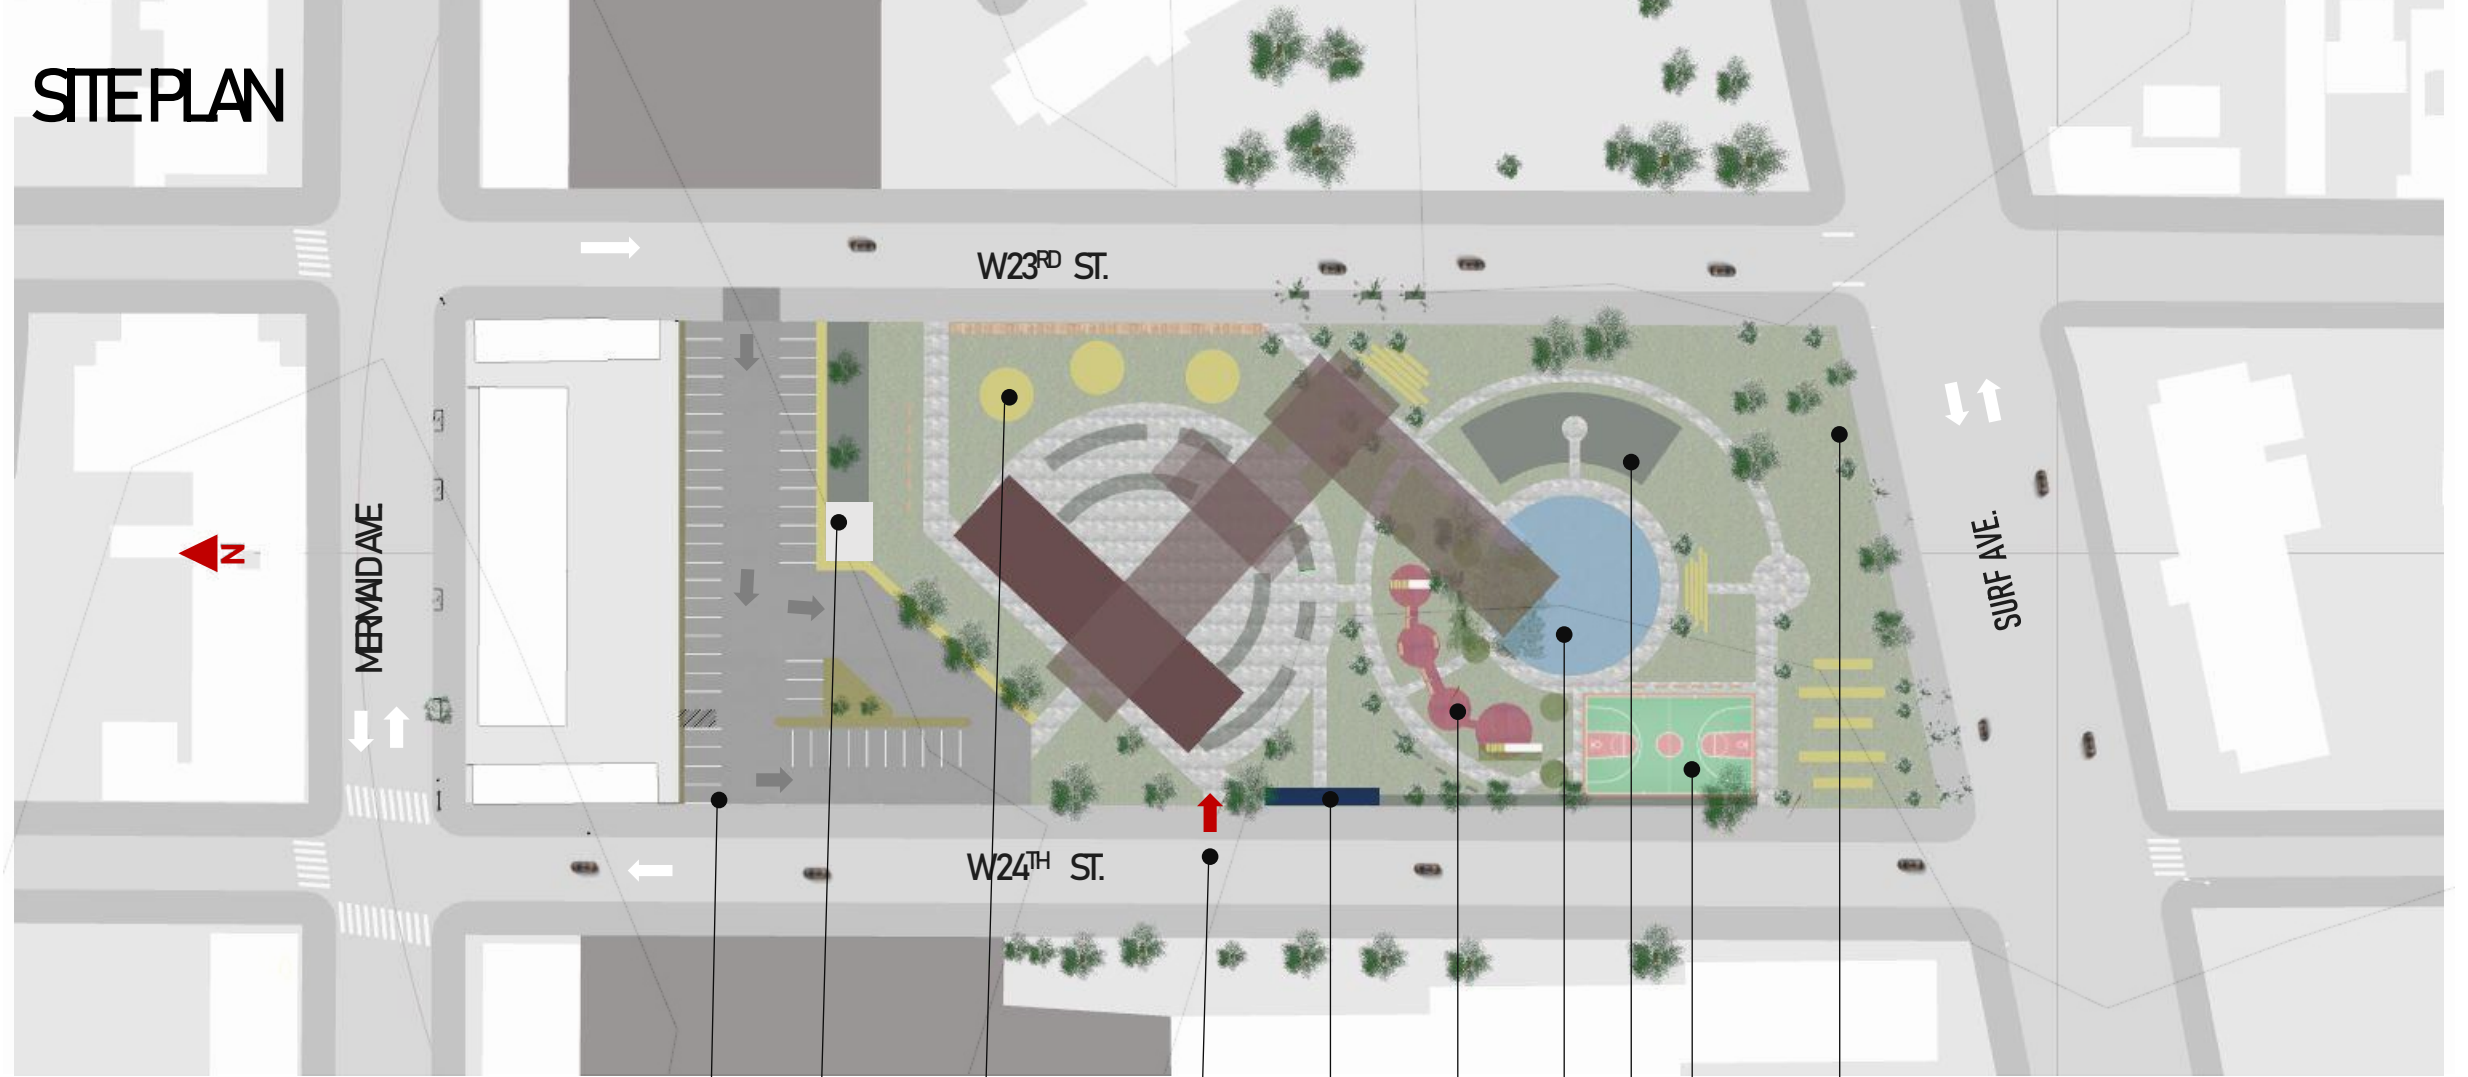 SITE PLAN
W23RD ST.
N
MERMAID AVE
SURF AVE.
W24TH ST.